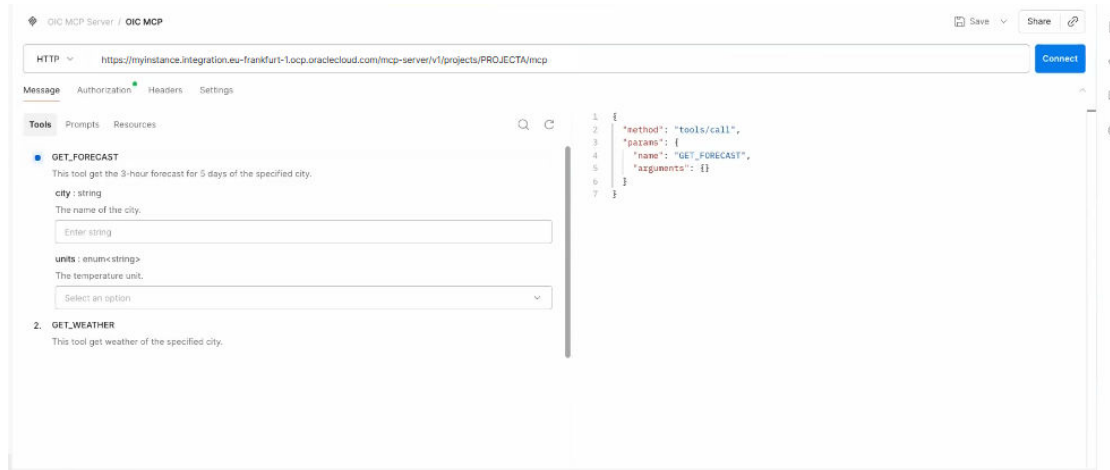 OIC MCP Server / OIC MCP
Save
Share
HTTP
https://myinstance.integration.eu-frankfurt-1.ocp.oraclecloud.com/mcp-server/v1/projects/PROJECTA/mcp
Connect
Message Authorization Headers Settings
Tools Prompts Resources
GET_FORECAST
This tool get the 3-hour forecast for 5 days of the specified city.
city : string
The name of the city.
Enter string
units : enum<string>
The temperature unit.
Select an option
2. GET_WEATHER
This tool get weather of the specified city.
1 {
2 "method": "tools/call",
3 "params": {
4 "name": "GET_FORECAST",
5 "arguments": {}
6 }
7 }